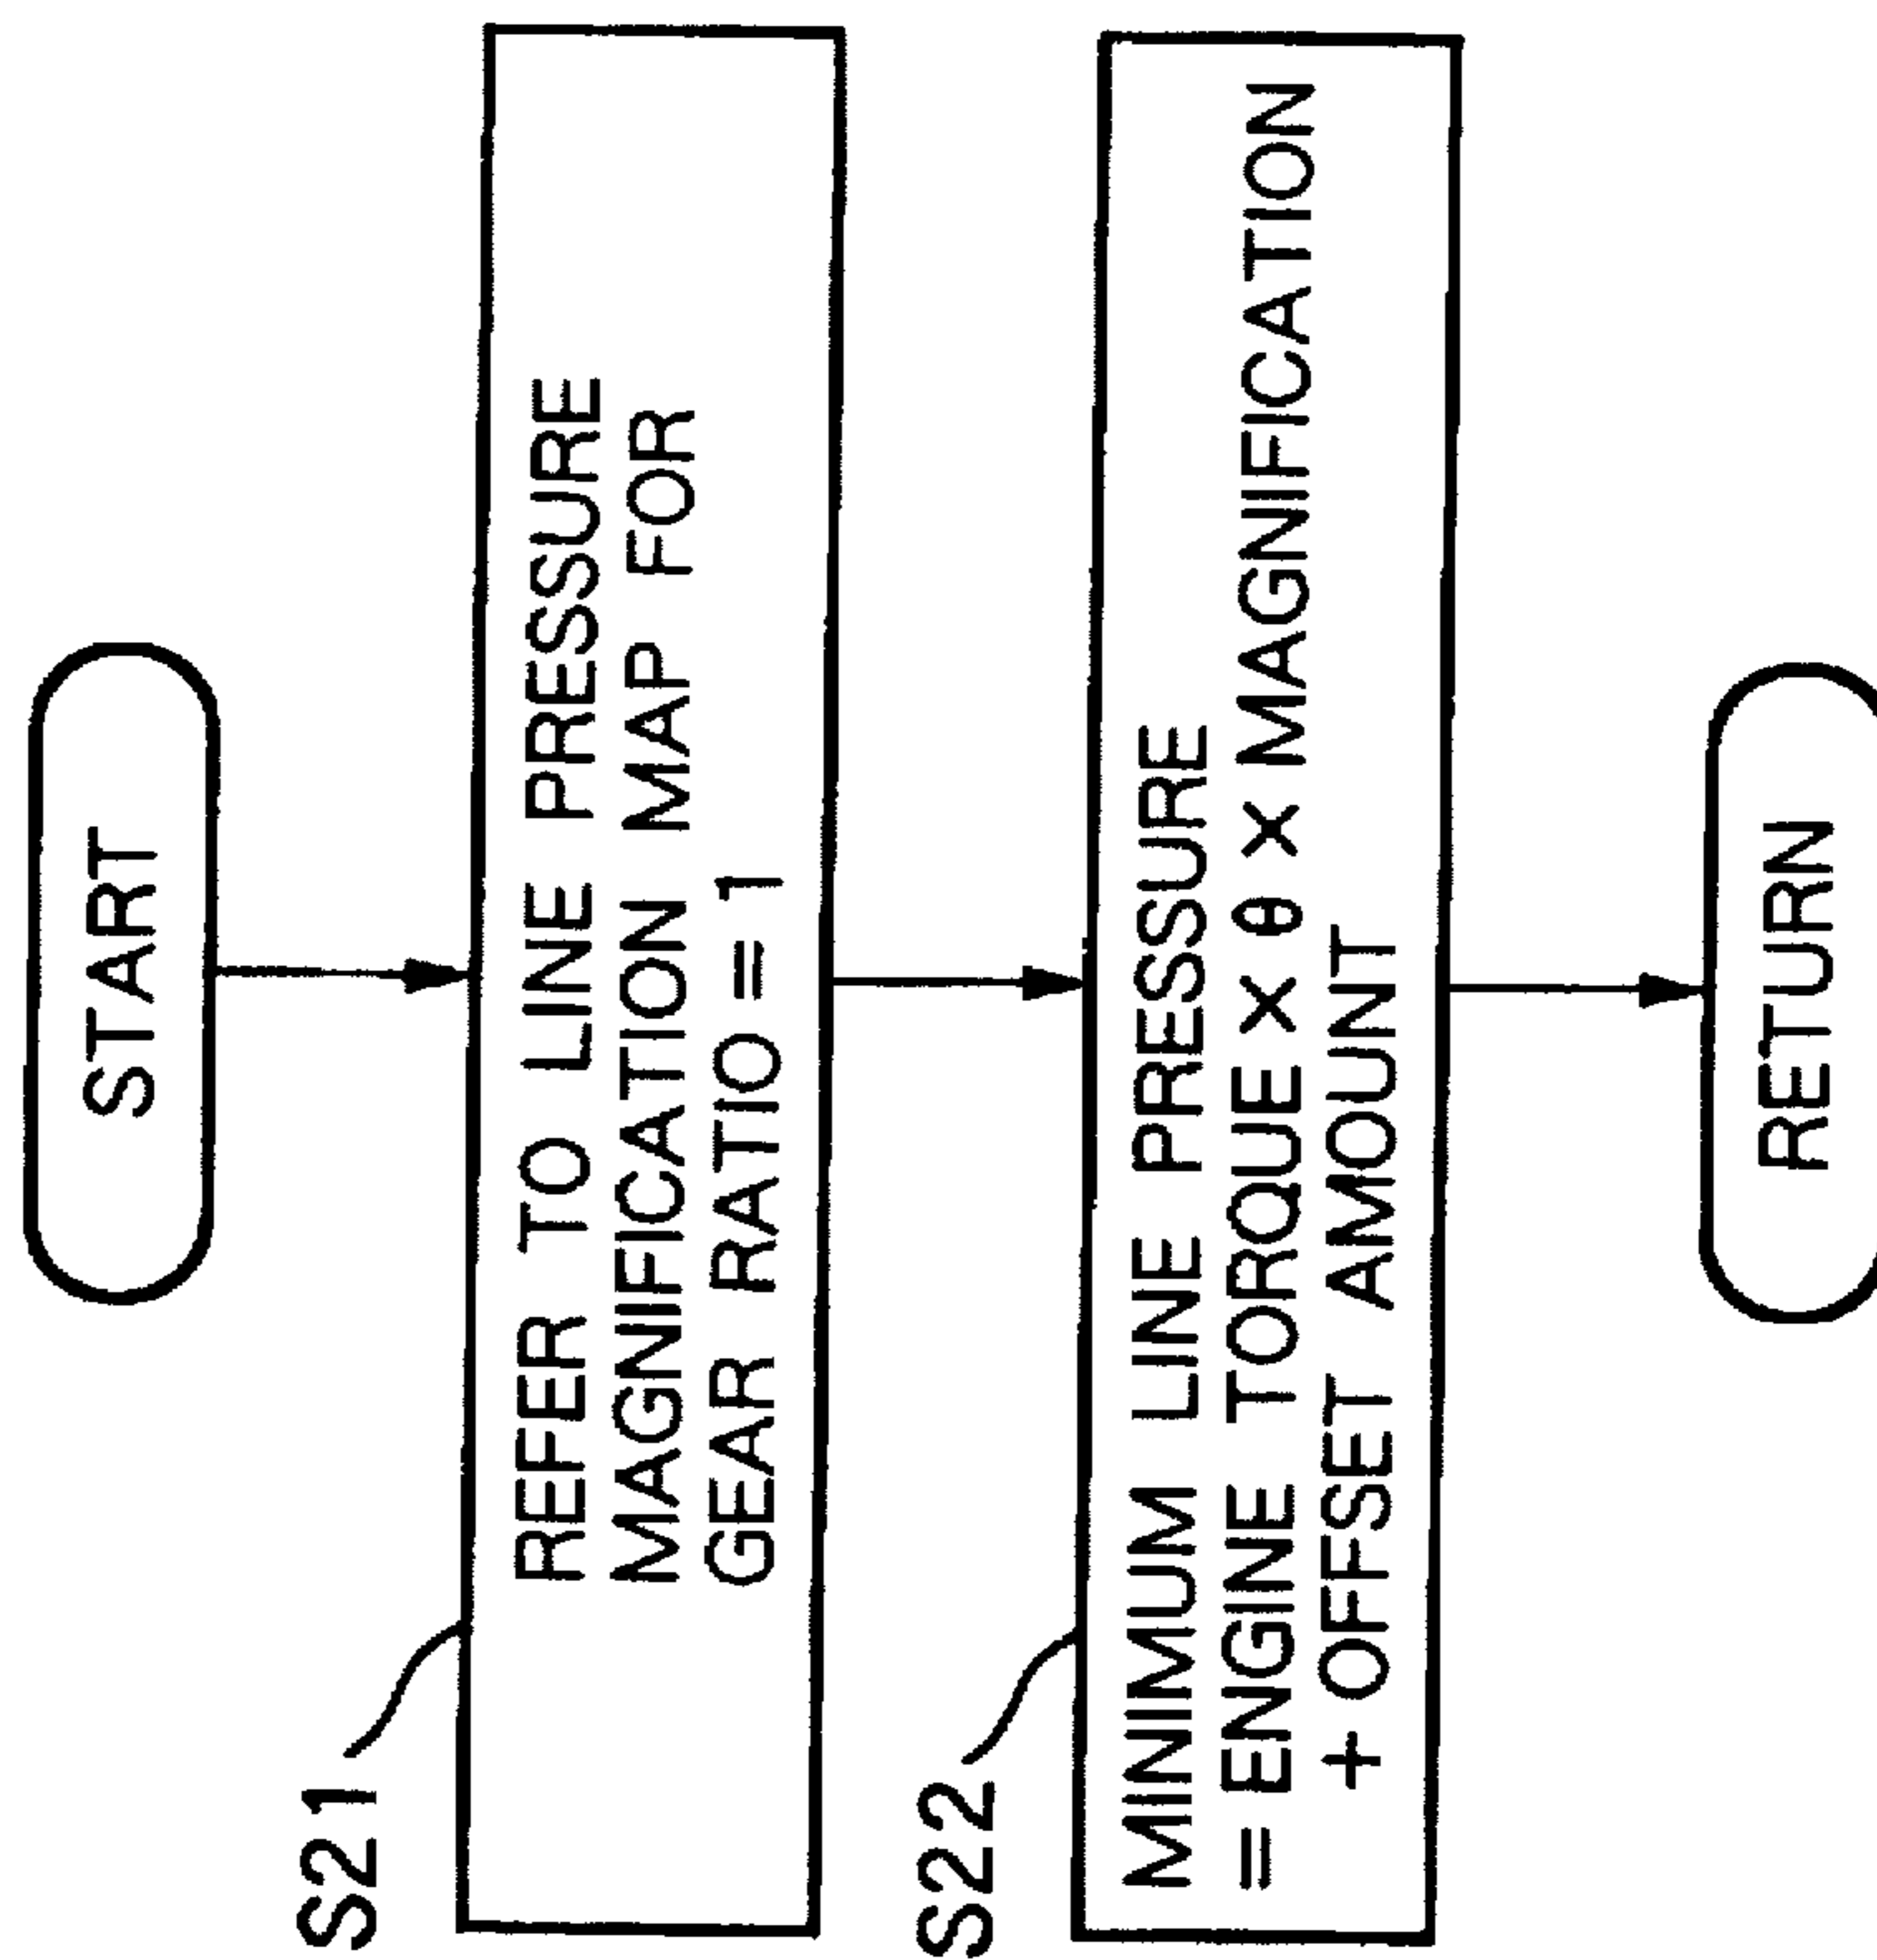 START
S21
REFER TO LINE PRESSURE
MAGNIFICATION MAP FOR
GEAR RATIO = 1
S22
MINIMUM LINE PRESSURE
= ENGINE TORQUE × θ × MAGNIFICATION
+ OFFSET AMOUNT
RETURN